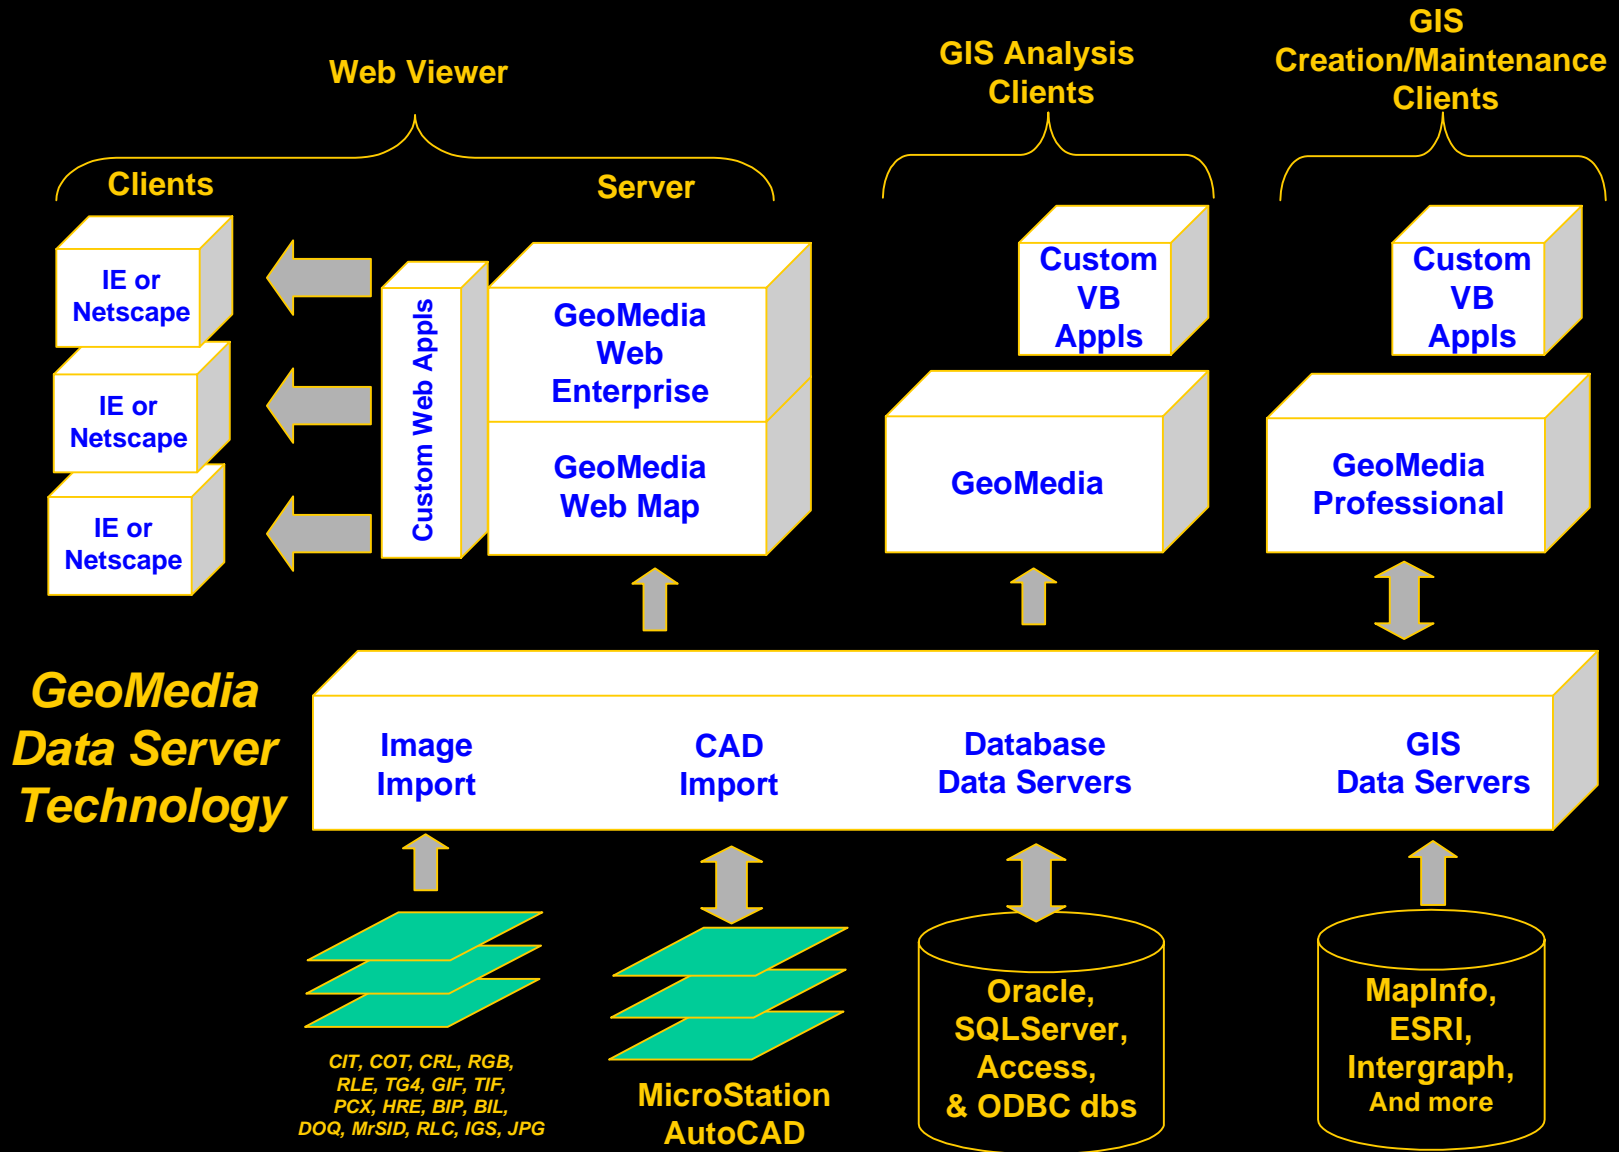 Web Viewer
GIS Analysis
Clients
GIS
Creation/Maintenance
Clients
Clients
Server
IE or
Netscape
IE or
Netscape
IE or
Netscape
Custom Web Appls
GeoMedia
Web
Enterprise
GeoMedia
Web Map
Custom
VB
Appls
GeoMedia
Custom
VB
Appls
GeoMedia
Professional
GeoMedia
Data Server
Technology
Image
Import
CAD
Import
Database
Data Servers
GIS
Data Servers
CIT, COT, CRL, RGB,
RLE, TG4, GIF, TIF,
PCX, HRE, BIP, BIL,
DOQ, MrSID, RLC, IGS, JPG
MicroStation
AutoCAD
Oracle,
SQLServer,
Access,
& ODBC dbs
MapInfo,
ESRI,
Intergraph,
And more